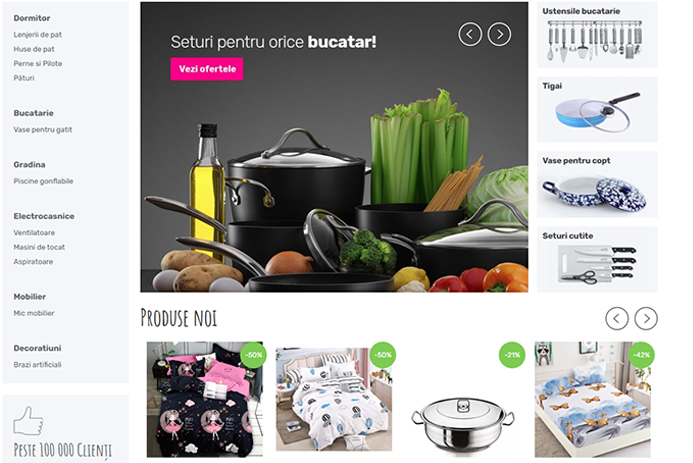 Dormitor
Lenjerii de pat
Huse de pat
Perne si Pilote
Pături
Bucatarie
Vase pentru gatit
Gradina
Piscine gonflabile
Electrocasnice
Ventilatoare
Masini de tocat
Aspiratoare
Mobilier
Mic mobilier
Decoratiuni
Brazi artificiali
Peste 100 000 Clienți
Seturi pentru orice bucatar!
Vezi ofertele
Ustensile bucatarie
Tigai
Vase pentru copt
Seturi cutite
Produse noi
-50%
-50%
-21%
-42%